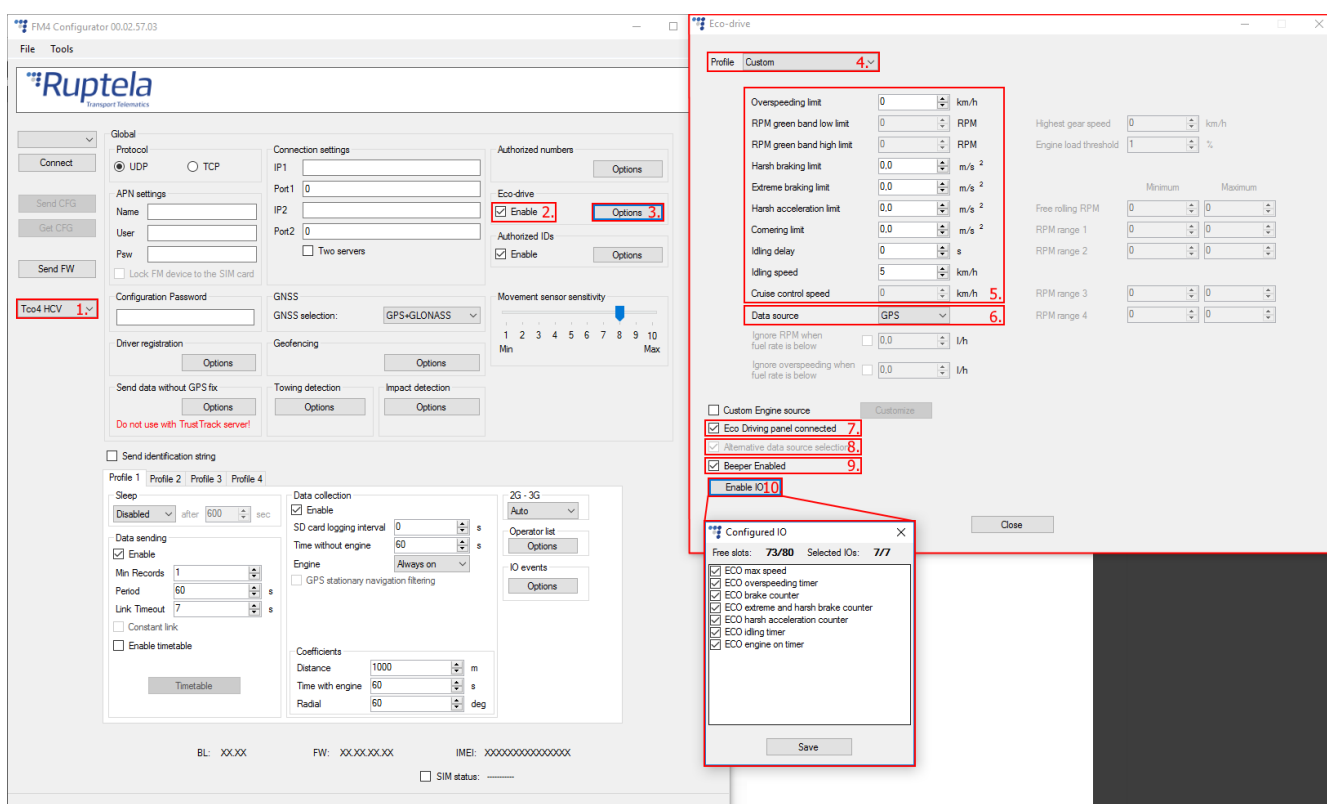 FM4 Configurator 00.02.57.03
File Tools
Ruptela
Transport Telematics
Connect
Send CFG
Get CFG
Send FW
Tco4 HCV 1.
Global
Protocol
UDP TCP
APN settings
Name
User
Psw
Lock FM device to the SIM card
Connection settings
IP1
Port1 0
IP2
Port2 0
Two servers
Authorized numbers
Options
Eco-drive
Enable 2. Options 3.
Authorized IDs
Enable Options
Configuration Password
GNSS
GNSS selection: GPS+GLONASS
Movement sensor sensitivity
1 2 3 4 5 6 7 8 9 10
Min Max
Driver registration
Options
Geofencing
Options
Send data without GPS fix
Options
Do not use with TrustTrack server!
Towing detection
Options
Impact detection
Options
Send identification string
Profile 1 Profile 2 Profile 3 Profile 4
Sleep
Disabled after 600 sec
Data sending
Enable
Min Records 1
Period 60 s
Link Timeout 7 s
Constant link
Enable timetable
Timetable
Data collection
Enable
SD card logging interval 0 s
Time without engine 60 s
Engine Always on
GPS stationary navigation filtering
Coefficients
Distance 1000 m
Time with engine 60 s
Radial 60 deg
2G - 3G
Auto
Operator list
Options
IO events
Options
BL: XX.XX FW: XX.XX.XX.XX IMEI: XXXXXXXXXXXXXXX
SIM status: ----------
Eco-drive
Profile Custom 4.
Overspeeding limit 0 km/h
RPM green band low limit 0 RPM
RPM green band high limit 0 RPM
Harsh braking limit 0,0 m/s 2
Extreme braking limit 0,0 m/s 2
Harsh acceleration limit 0,0 m/s 2
Cornering limit 0,0 m/s 2
Idling delay 0 s
Idling speed 5 km/h
Cruise control speed 0 km/h 5.
Data source GPS 6.
Ignore RPM when
fuel rate is below 0,0 l/h
Ignore overspeeding when
fuel rate is below 0,0 l/h
Highest gear speed 0 km/h
Engine load threshold 1 %
Minimum Maximum
Free rolling RPM 0 0
RPM range 1 0 0
RPM range 2 0 0
RPM range 3 0 0
RPM range 4 0 0
Custom Engine source Customize
Eco Driving panel connected 7.
Alternative data source selection 8.
Beeper Enabled 9.
Enable IO 10
Close
Configured IO
Free slots: 73/80 Selected IOs: 7/7
ECO max speed
ECO overspeeding timer
ECO brake counter
ECO extreme and harsh brake counter
ECO harsh acceleration counter
ECO idling timer
ECO engine on timer
Save